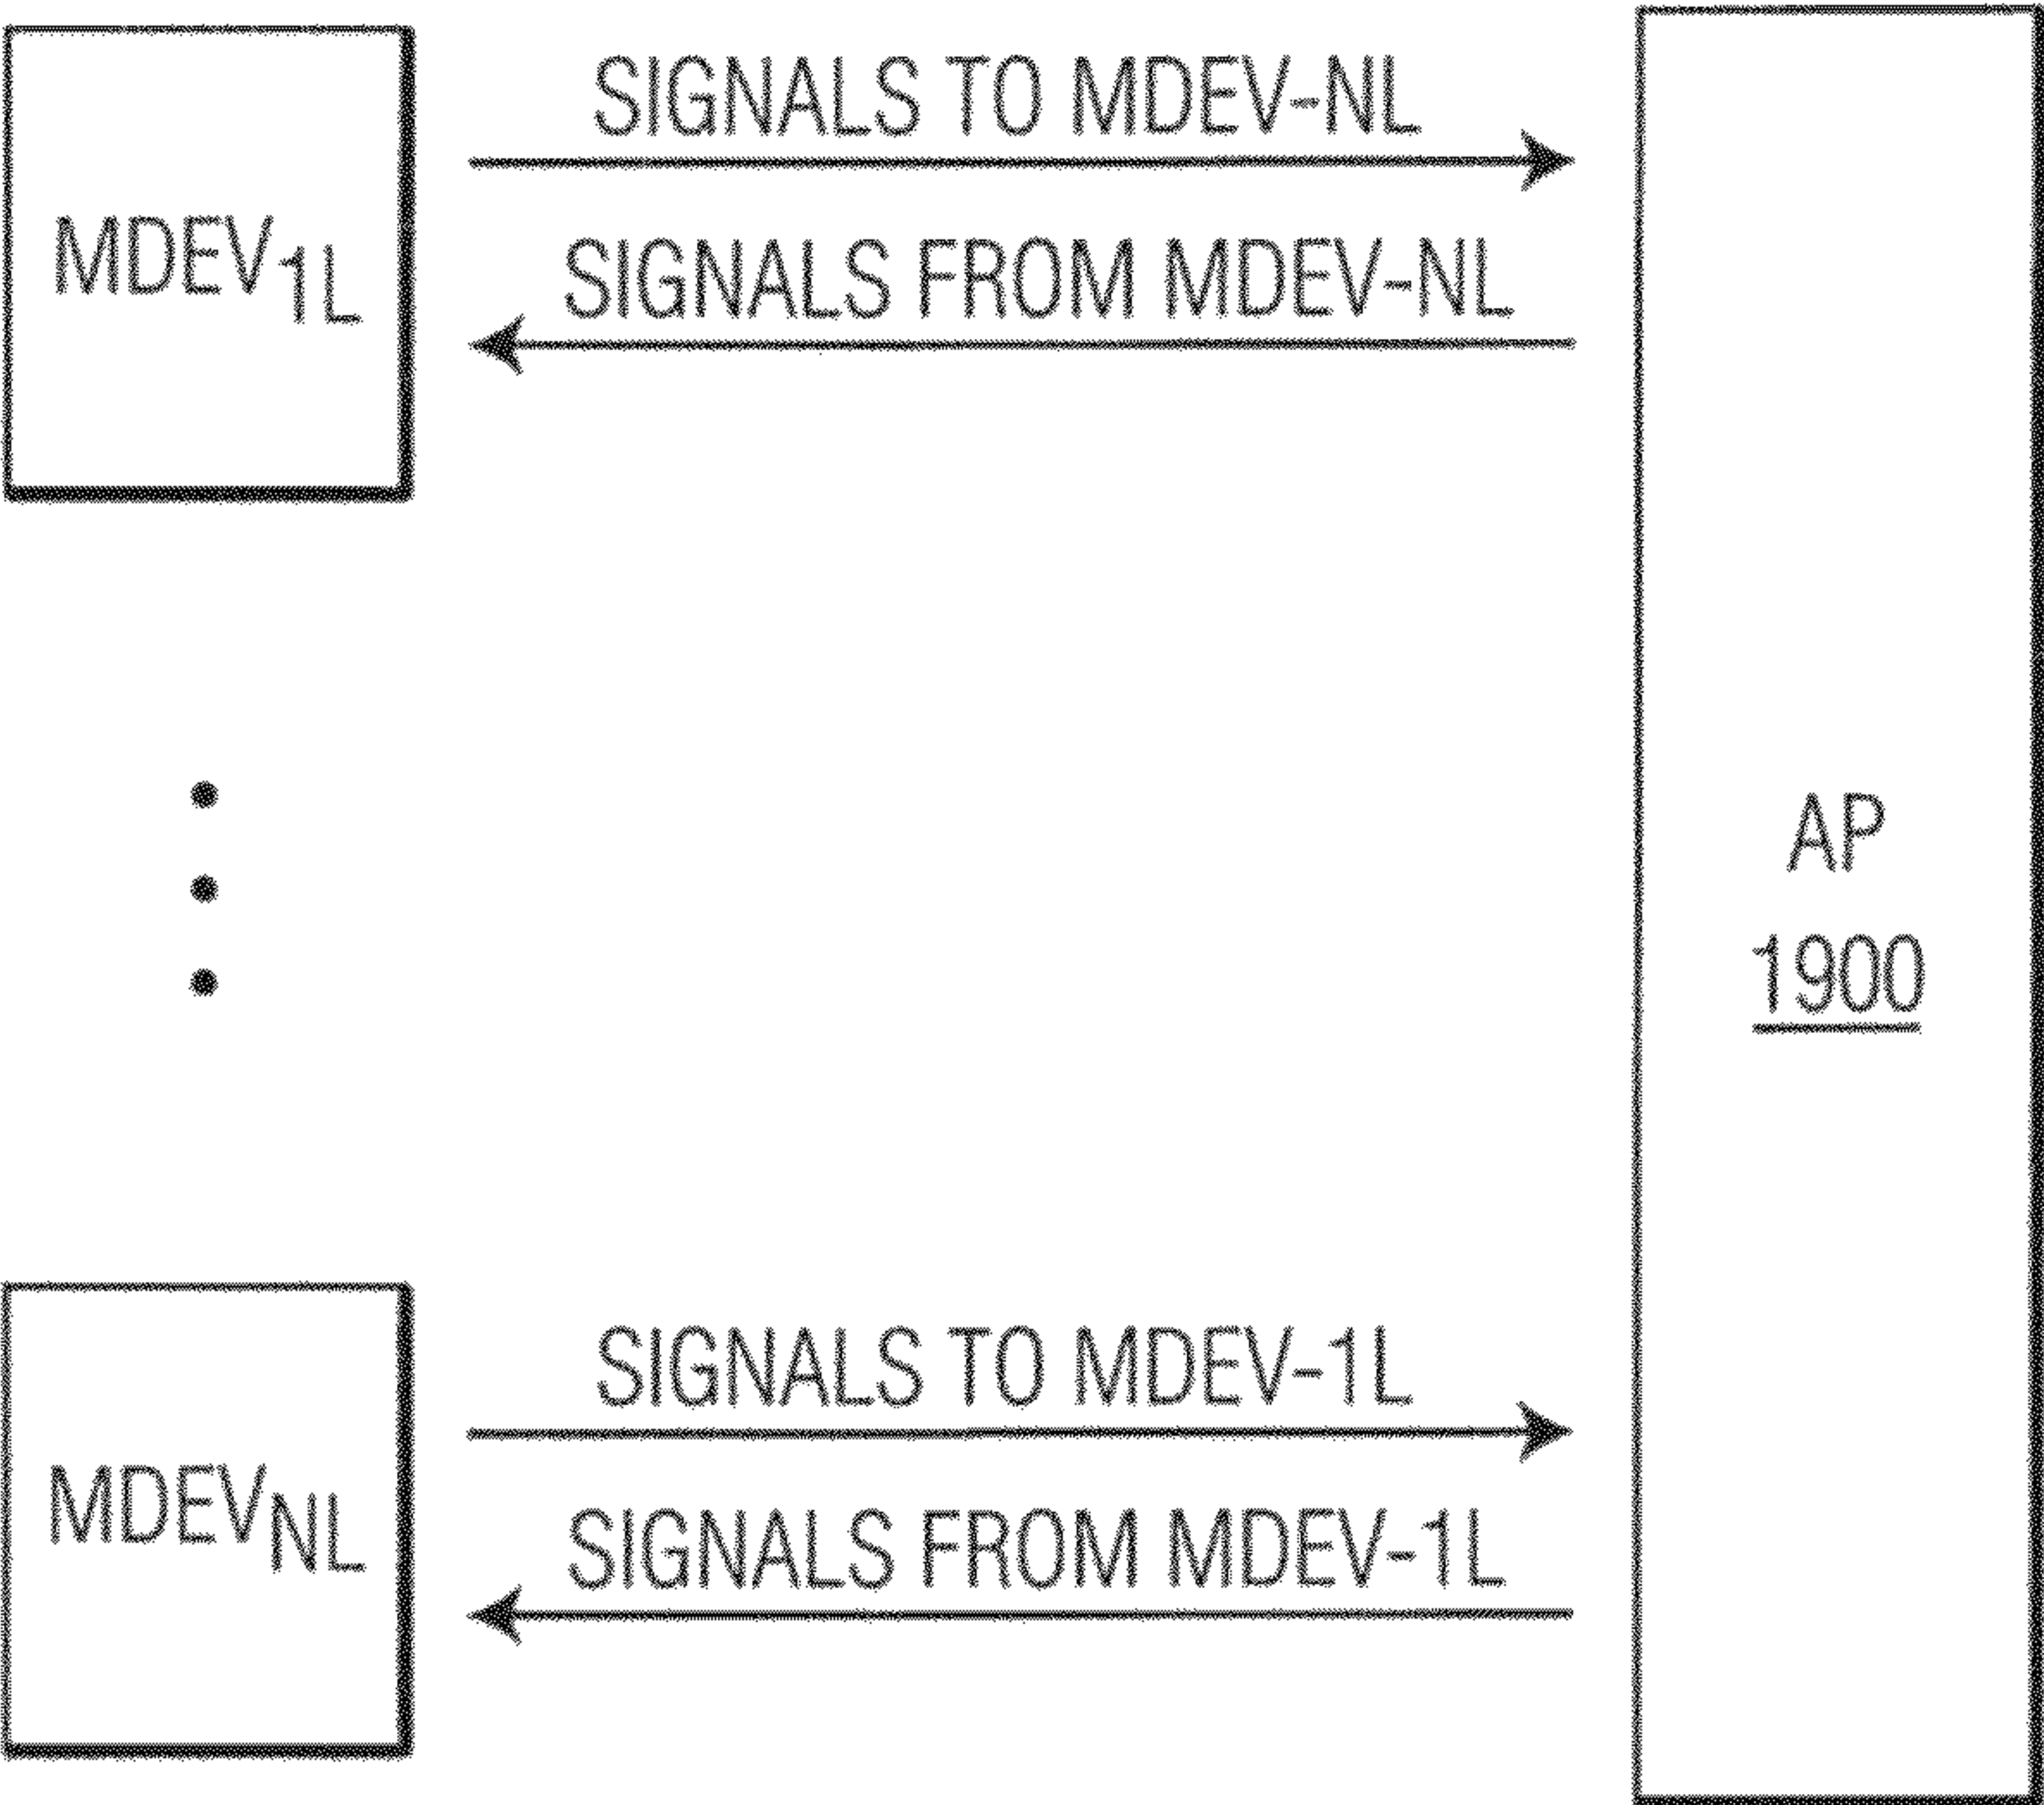 SIGNALS TO MDEV-NL
MDEV1L
SIGNALS FROM MDEV-NL
AP
1900
SIGNALS TO MDEV-1L
MDEVNL
SIGNALS FROM MDEV-1L